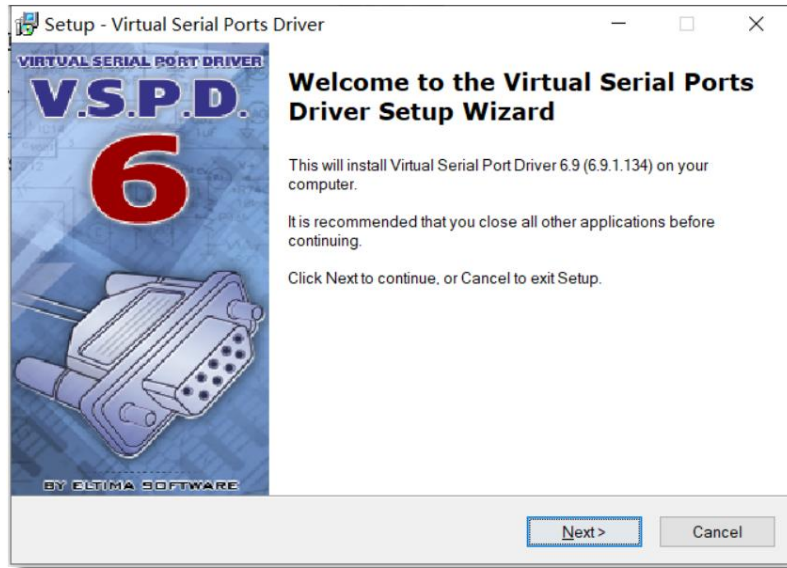 Setup - Virtual Serial Ports Driver
VIRTUAL SERIAL PORT DRIVER
V.S.P.D.
6
BY ELTIMA SOFTWARE
Welcome to the Virtual Serial Ports
Driver Setup Wizard
This will install Virtual Serial Port Driver 6.9 (6.9.1.134) on your
computer.
It is recommended that you close all other applications before
continuing.
Click Next to continue, or Cancel to exit Setup.
Next >
Cancel